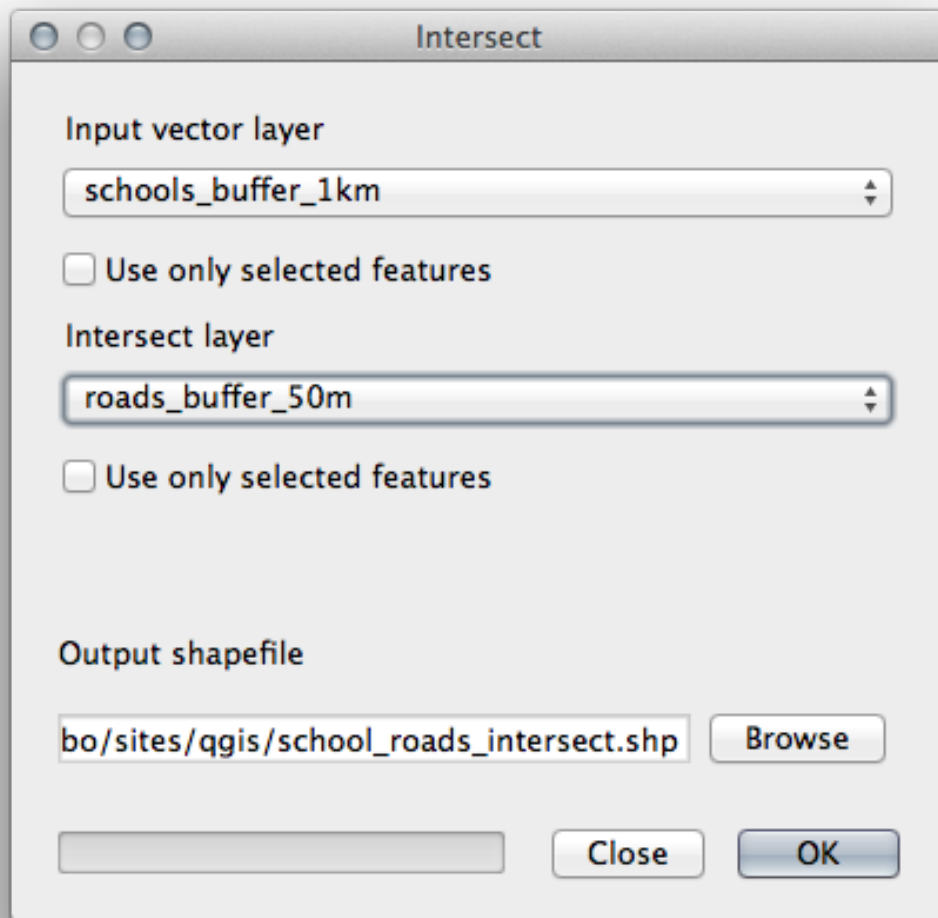 Intersect
Input vector layer
schools_buffer_1km
Use only selected features
Intersect layer
roads_buffer_50m
Use only selected features
Output shapefile
bo/sites/qgis/school_roads_intersect.shp Browse
Close OK